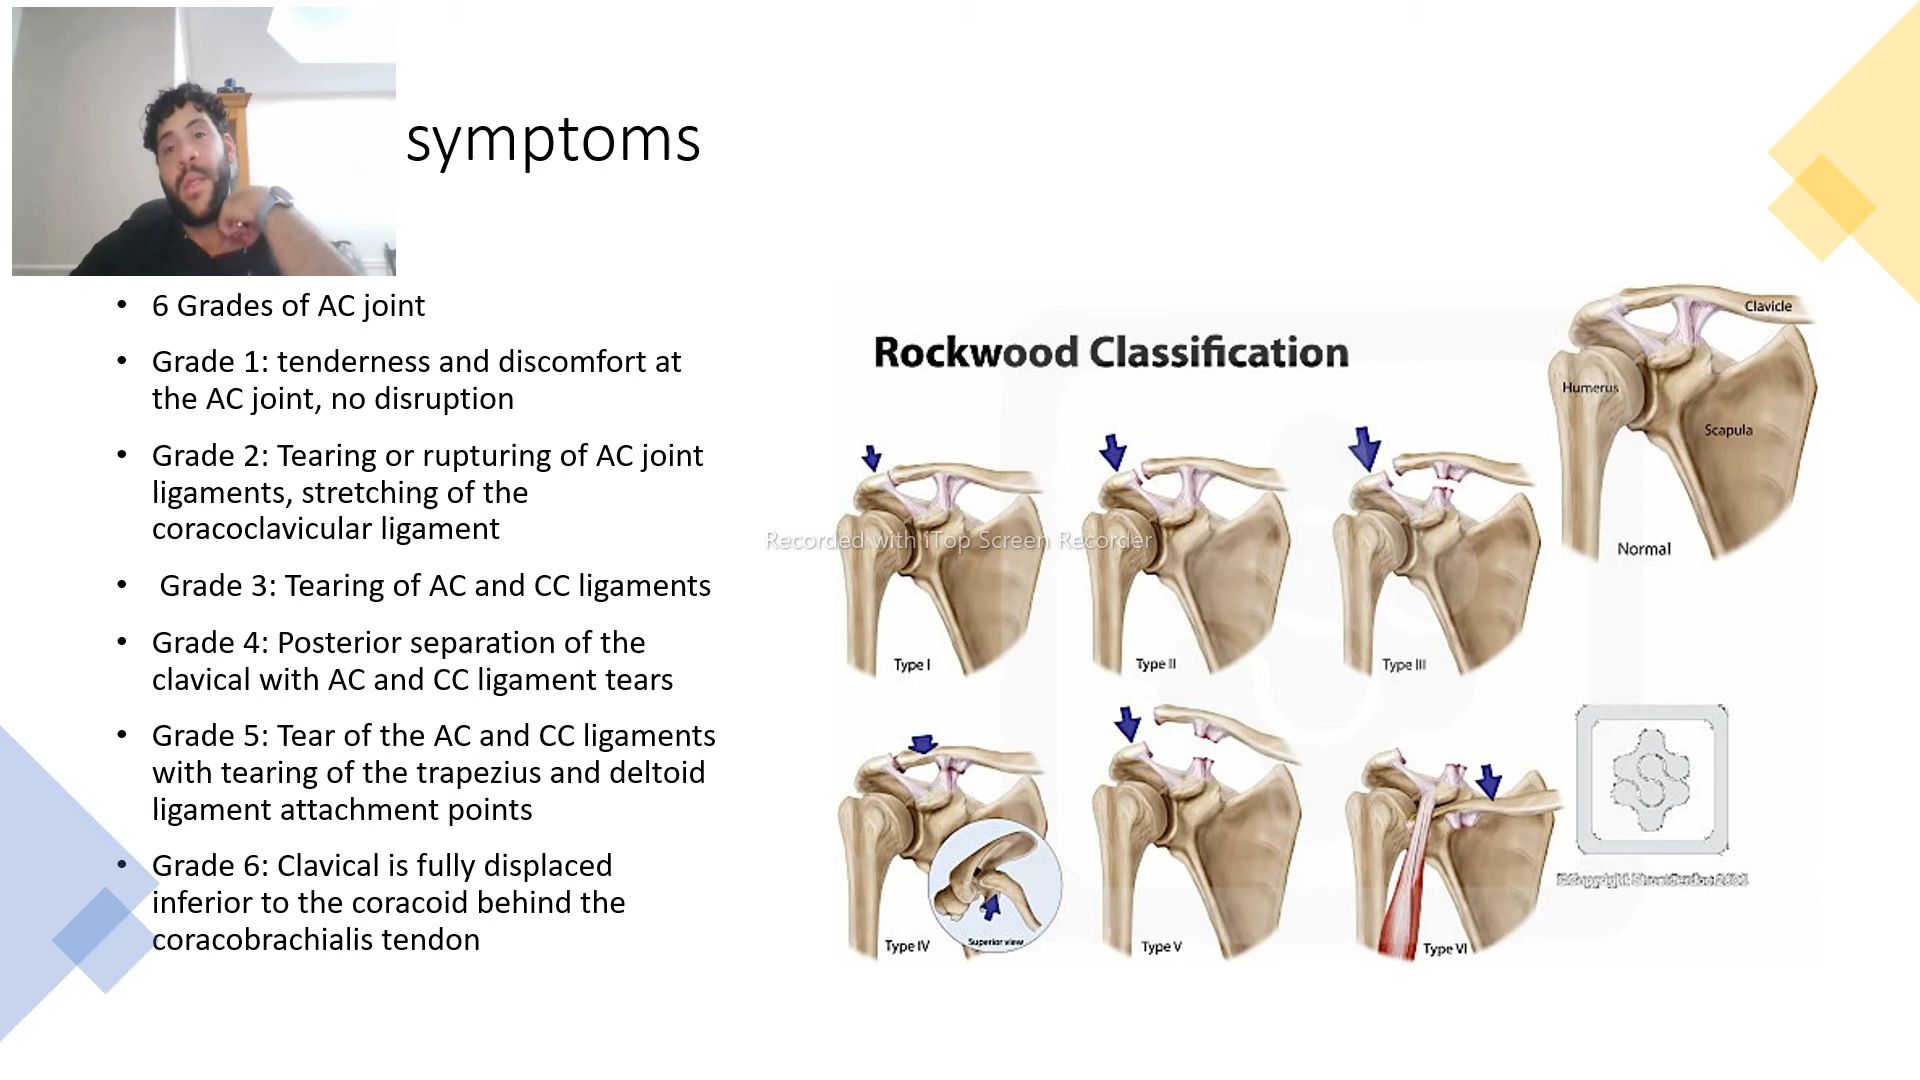 symptoms
• 6 Grades of AC joint
• Grade 1: tenderness and discomfort at
the AC joint, no disruption
• Grade 2: Tearing or rupturing of AC joint
ligaments, stretching of the
coracoclavicular ligament
• Grade 3: Tearing of AC and CC ligaments
• Grade 4: Posterior separation of the
clavical with AC and CC ligament tears
• Grade 5: Tear of the AC and CC ligaments
with tearing of the trapezius and deltoid
ligament attachment points
• Grade 6: Clavical is fully displaced
inferior to the coracoid behind the
coracobrachialis tendon
Rockwood Classification
Clavicle
Humerus
Scapula
Normal
Recorded with iTop Screen Recorder
Type I
Type II
Type III
Superior view
Type IV
Type V
Type VI